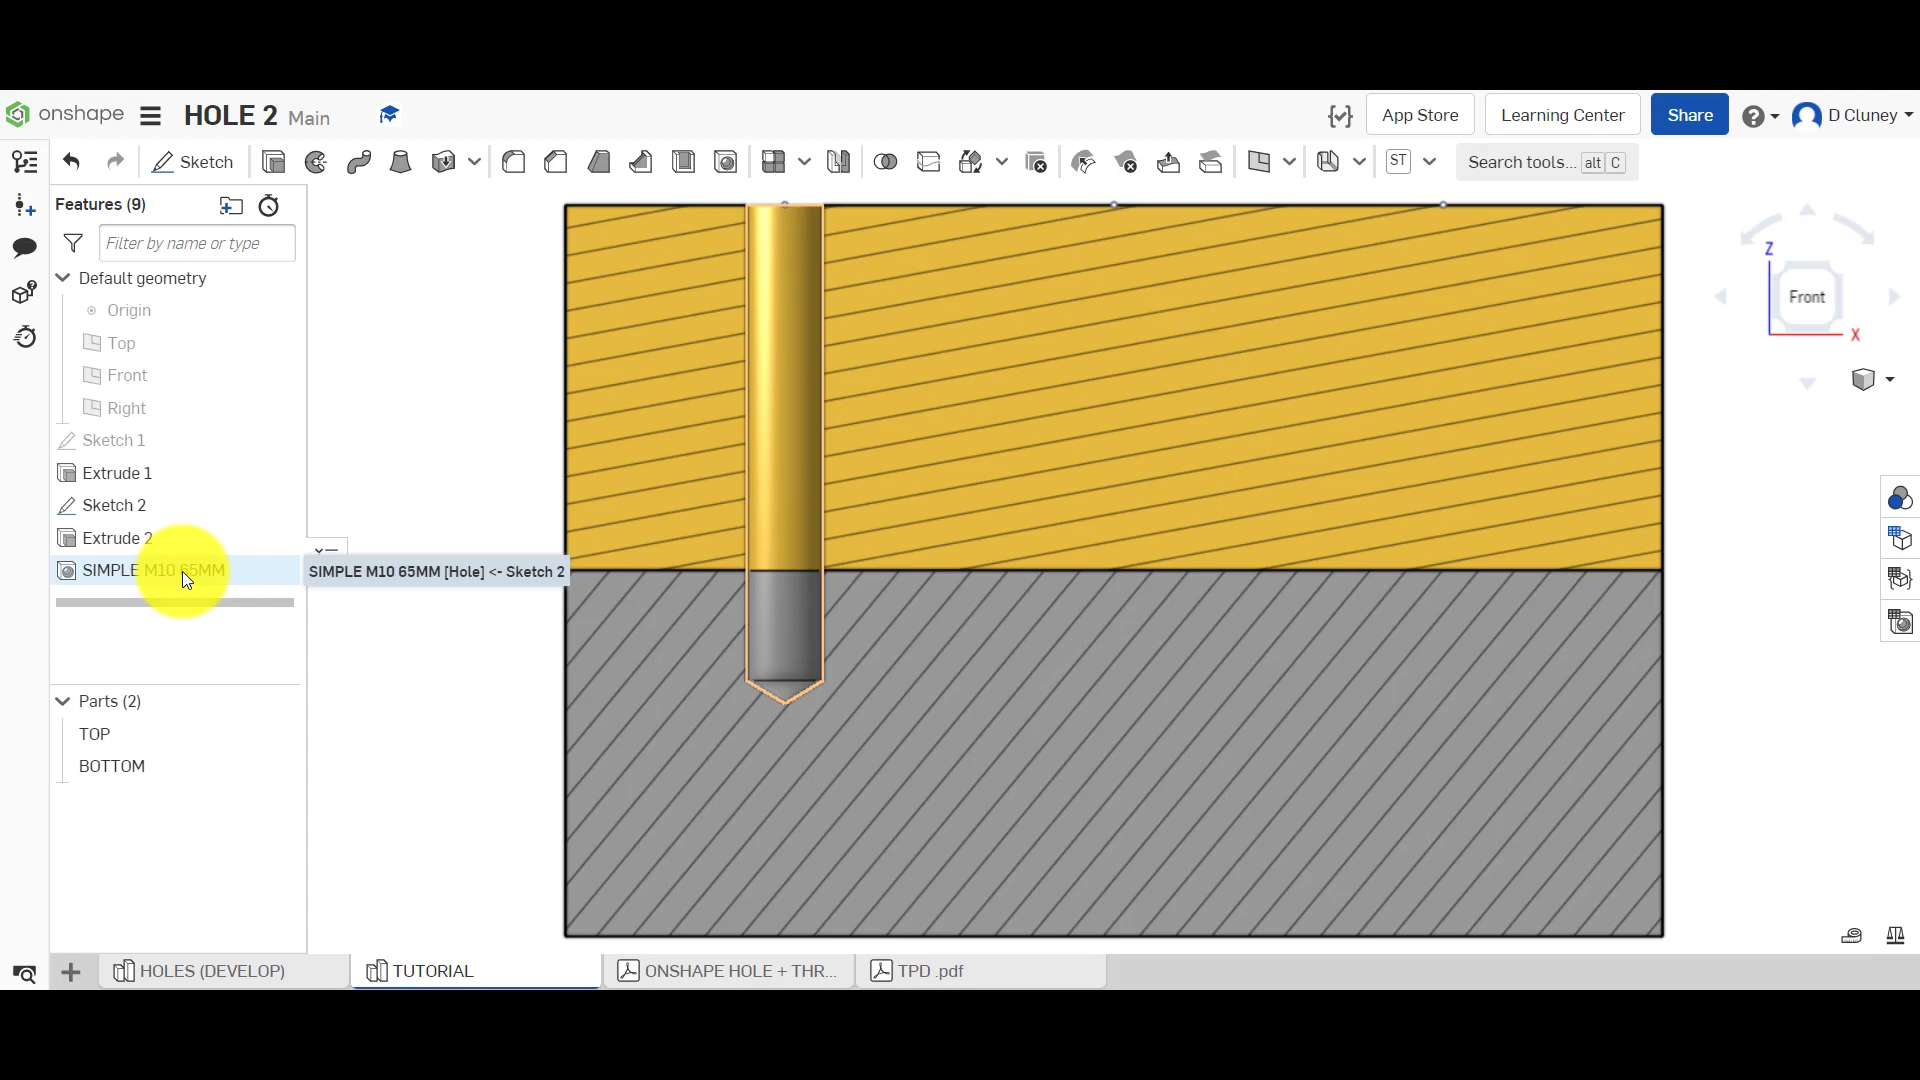 onshape
HOLE 2 Main
App Store
Learning Center
Share
D Cluney
Sketch
ST
Search tools... alt C
Features (9)
Filter by name or type
Default geometry
Origin
Top
Front
Right
Sketch 1
Extrude 1
Sketch 2
Extrude 2
SIMPLE M10 65MM
SIMPLE M10 65MM [Hole] <- Sketch 2
Parts (2)
TOP
BOTTOM
Z
Front
X
HOLES (DEVELOP)
TUTORIAL
ONSHAPE HOLE + THR...
TPD .pdf